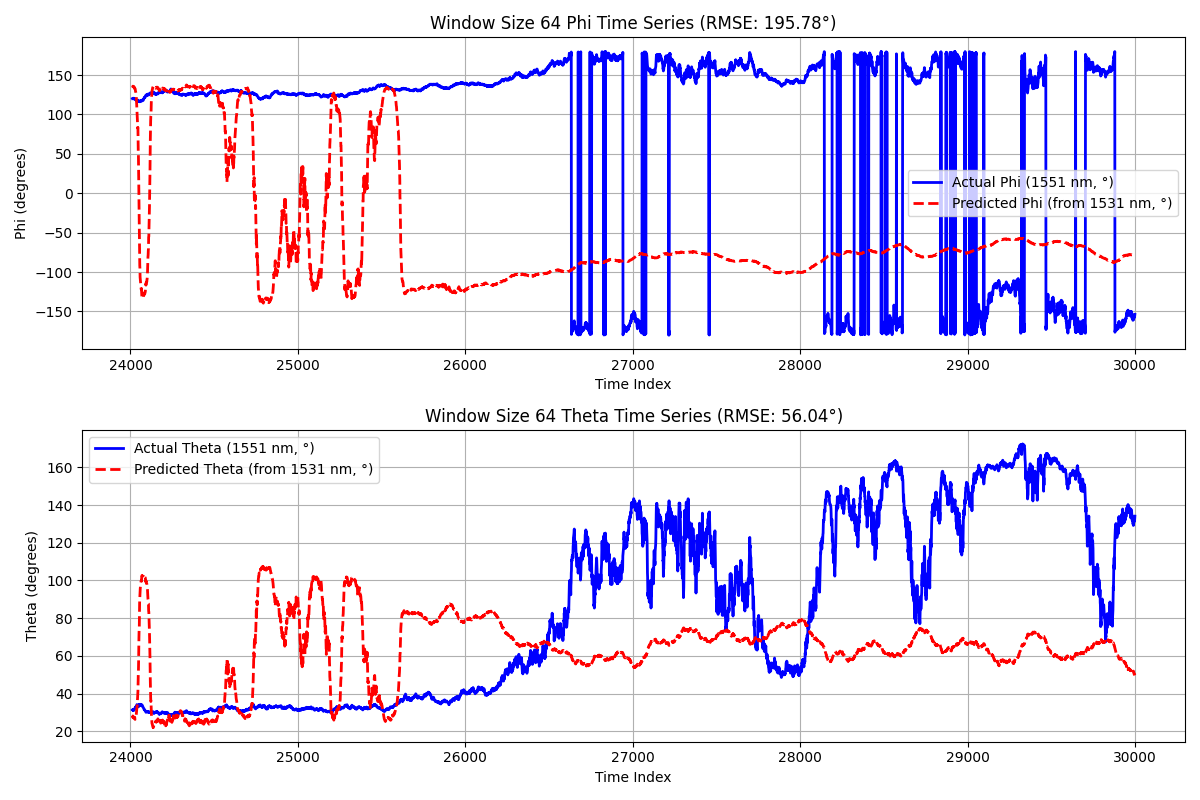 Window Size 64 Phi Time Series (RMSE: 195.78°)
Phi (degrees)
150
100
50
0
−50
−100
−150
Actual Phi (1551 nm, °)
Predicted Phi (from 1531 nm, °)
24000 25000 26000 27000 28000 29000 30000
Time Index
Window Size 64 Theta Time Series (RMSE: 56.04°)
Theta (degrees)
Actual Theta (1551 nm, °)
Predicted Theta (from 1531 nm, °)
160
140
120
100
80
60
40
20
24000 25000 26000 27000 28000 29000 30000
Time Index